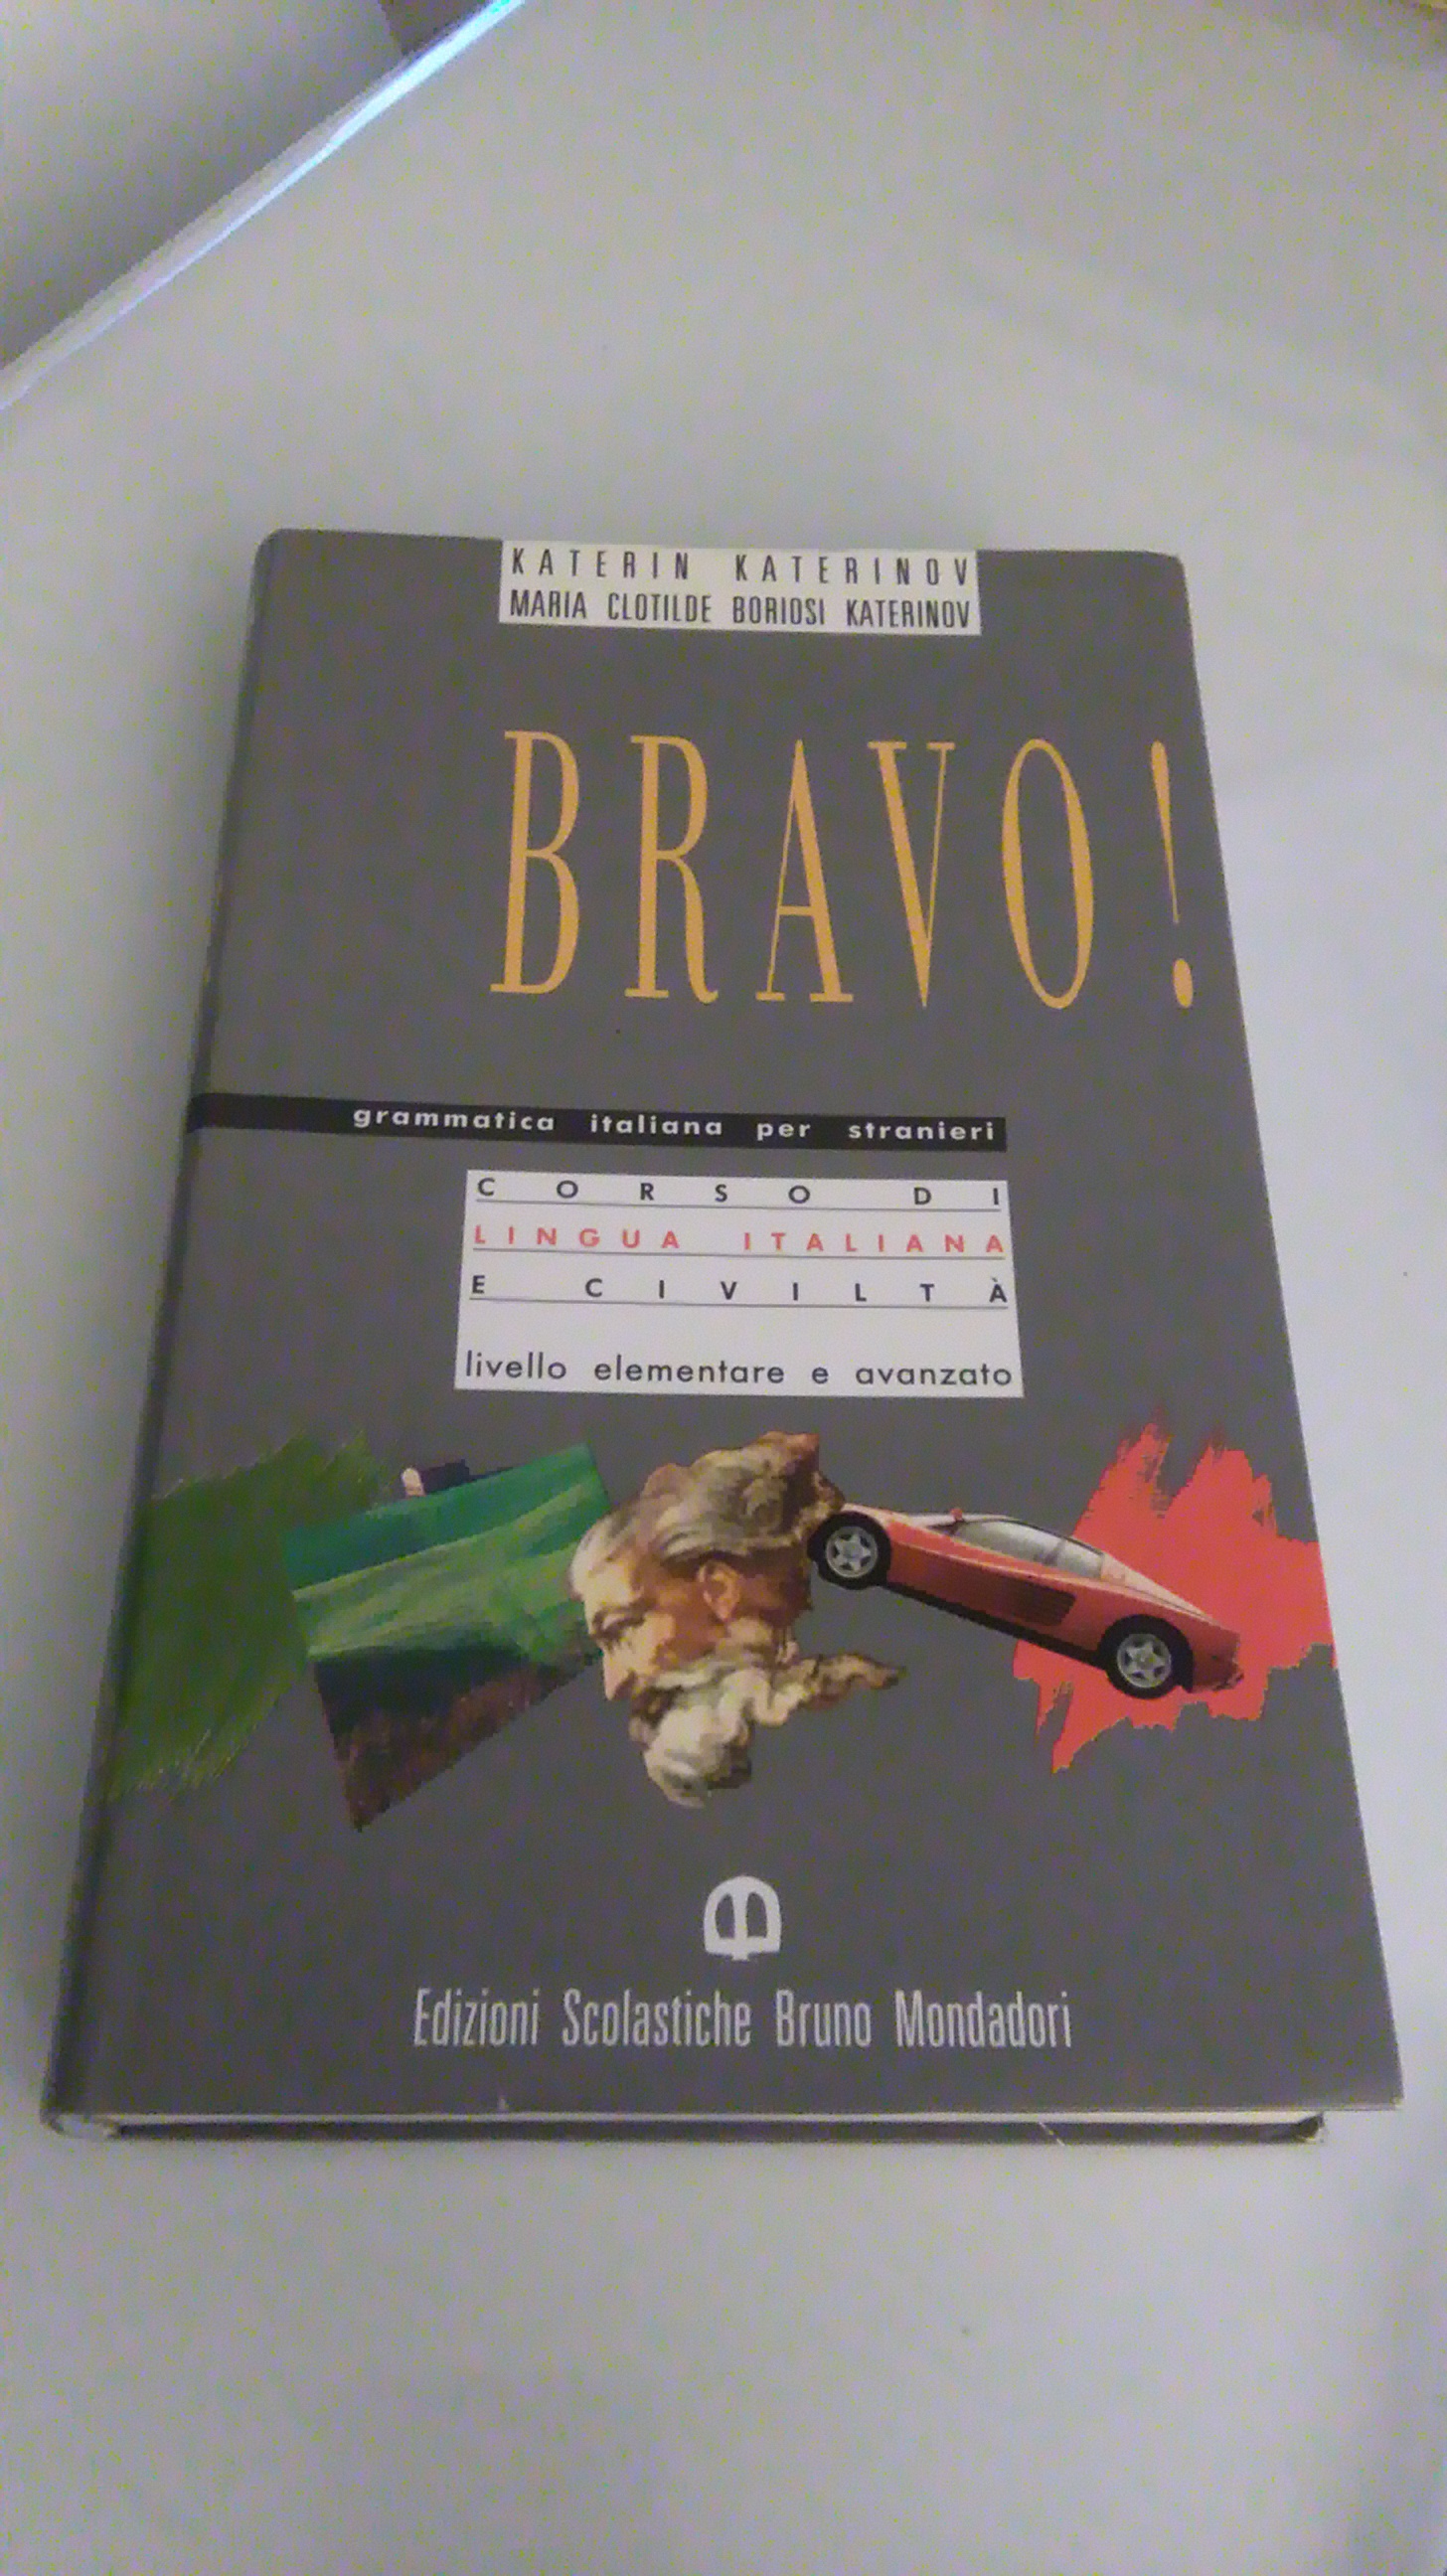 KATERIN KATERINOV
MARIA CLOTILDE BORIOSI KATERINOV
BRAVO!
grammatica italiana per stranieri
CORSO DI
LINGUA ITALIANA
E CIVILTÀ
livello elementare e avanzato
Edizioni Scolastiche Bruno Mondadori